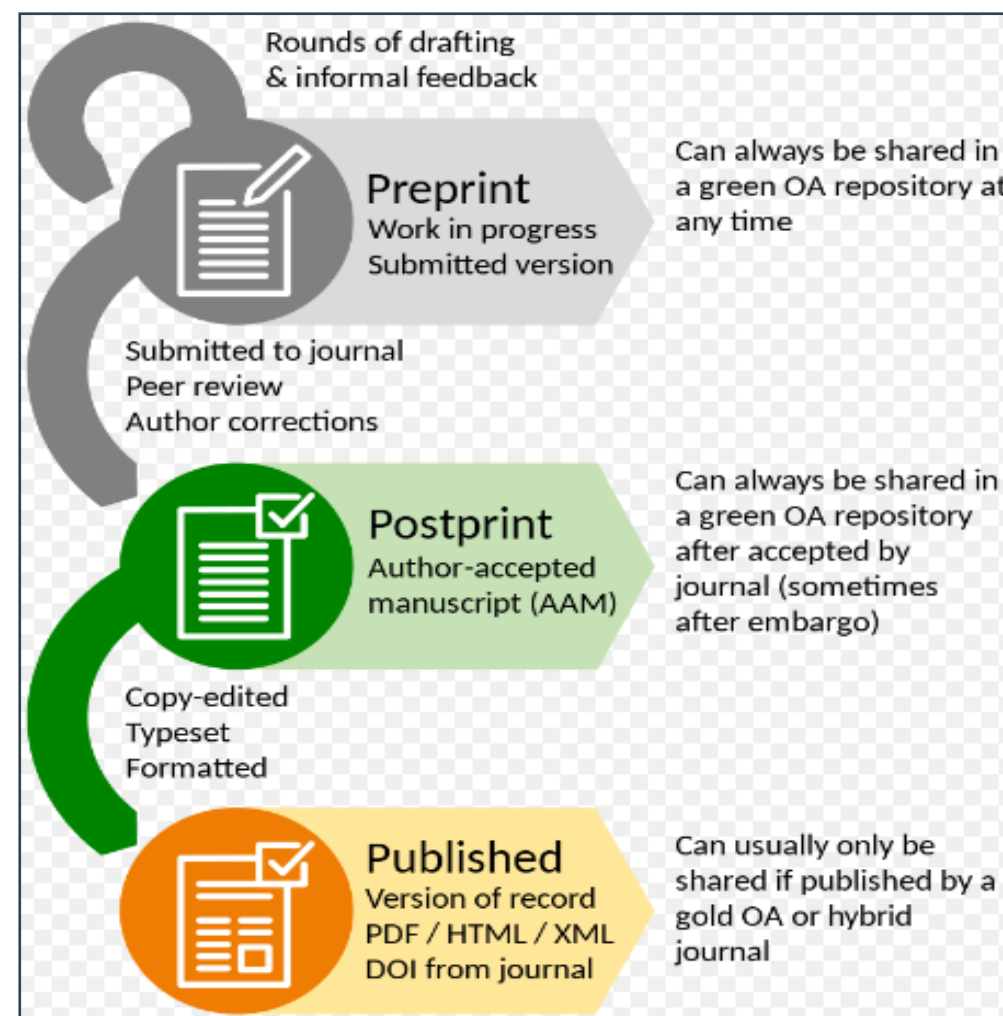 Rounds of drafting
& informal feedback
Preprint
Work in progress
Submitted version
Can always be shared in
a green OA repository at
any time
Submitted to journal
Peer review
Author corrections
Postprint
Author-accepted
manuscript (AAM)
Can always be shared in
a green OA repository
after accepted by
journal (sometimes
after embargo)
Copy-edited
Typeset
Formatted
Published
Version of record
PDF / HTML / XML
DOI from journal
Can usually only be
shared if published by a
gold OA or hybrid
journal